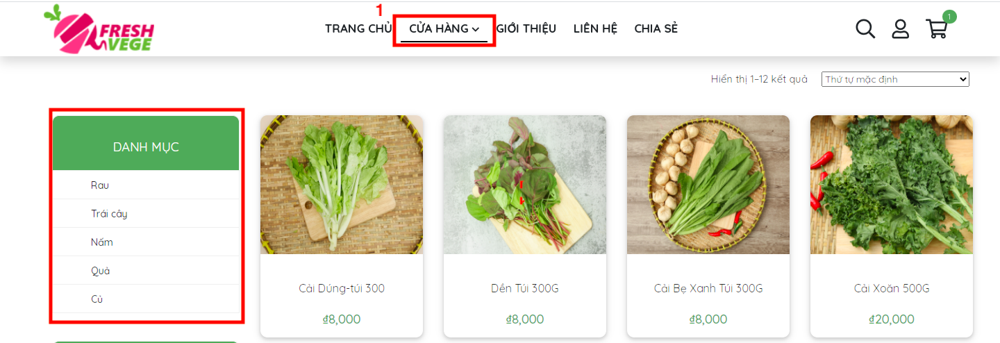 1
FRESH
VEGE
TRANG CHỦ CỬA HÀNG GIỚI THIỆU LIÊN HỆ CHIA SẺ
1
Hiển thị 1–12 kết quả Thứ tự mặc định
DANH MỤC
Rau
Trái cây
Nấm
Quả
Củ
Cải Dúng-túi 300
₫8,000
Dền Túi 300G
₫8,000
Cải Bẹ Xanh Túi 300G
₫8,000
Cải Xoăn 500G
₫20,000